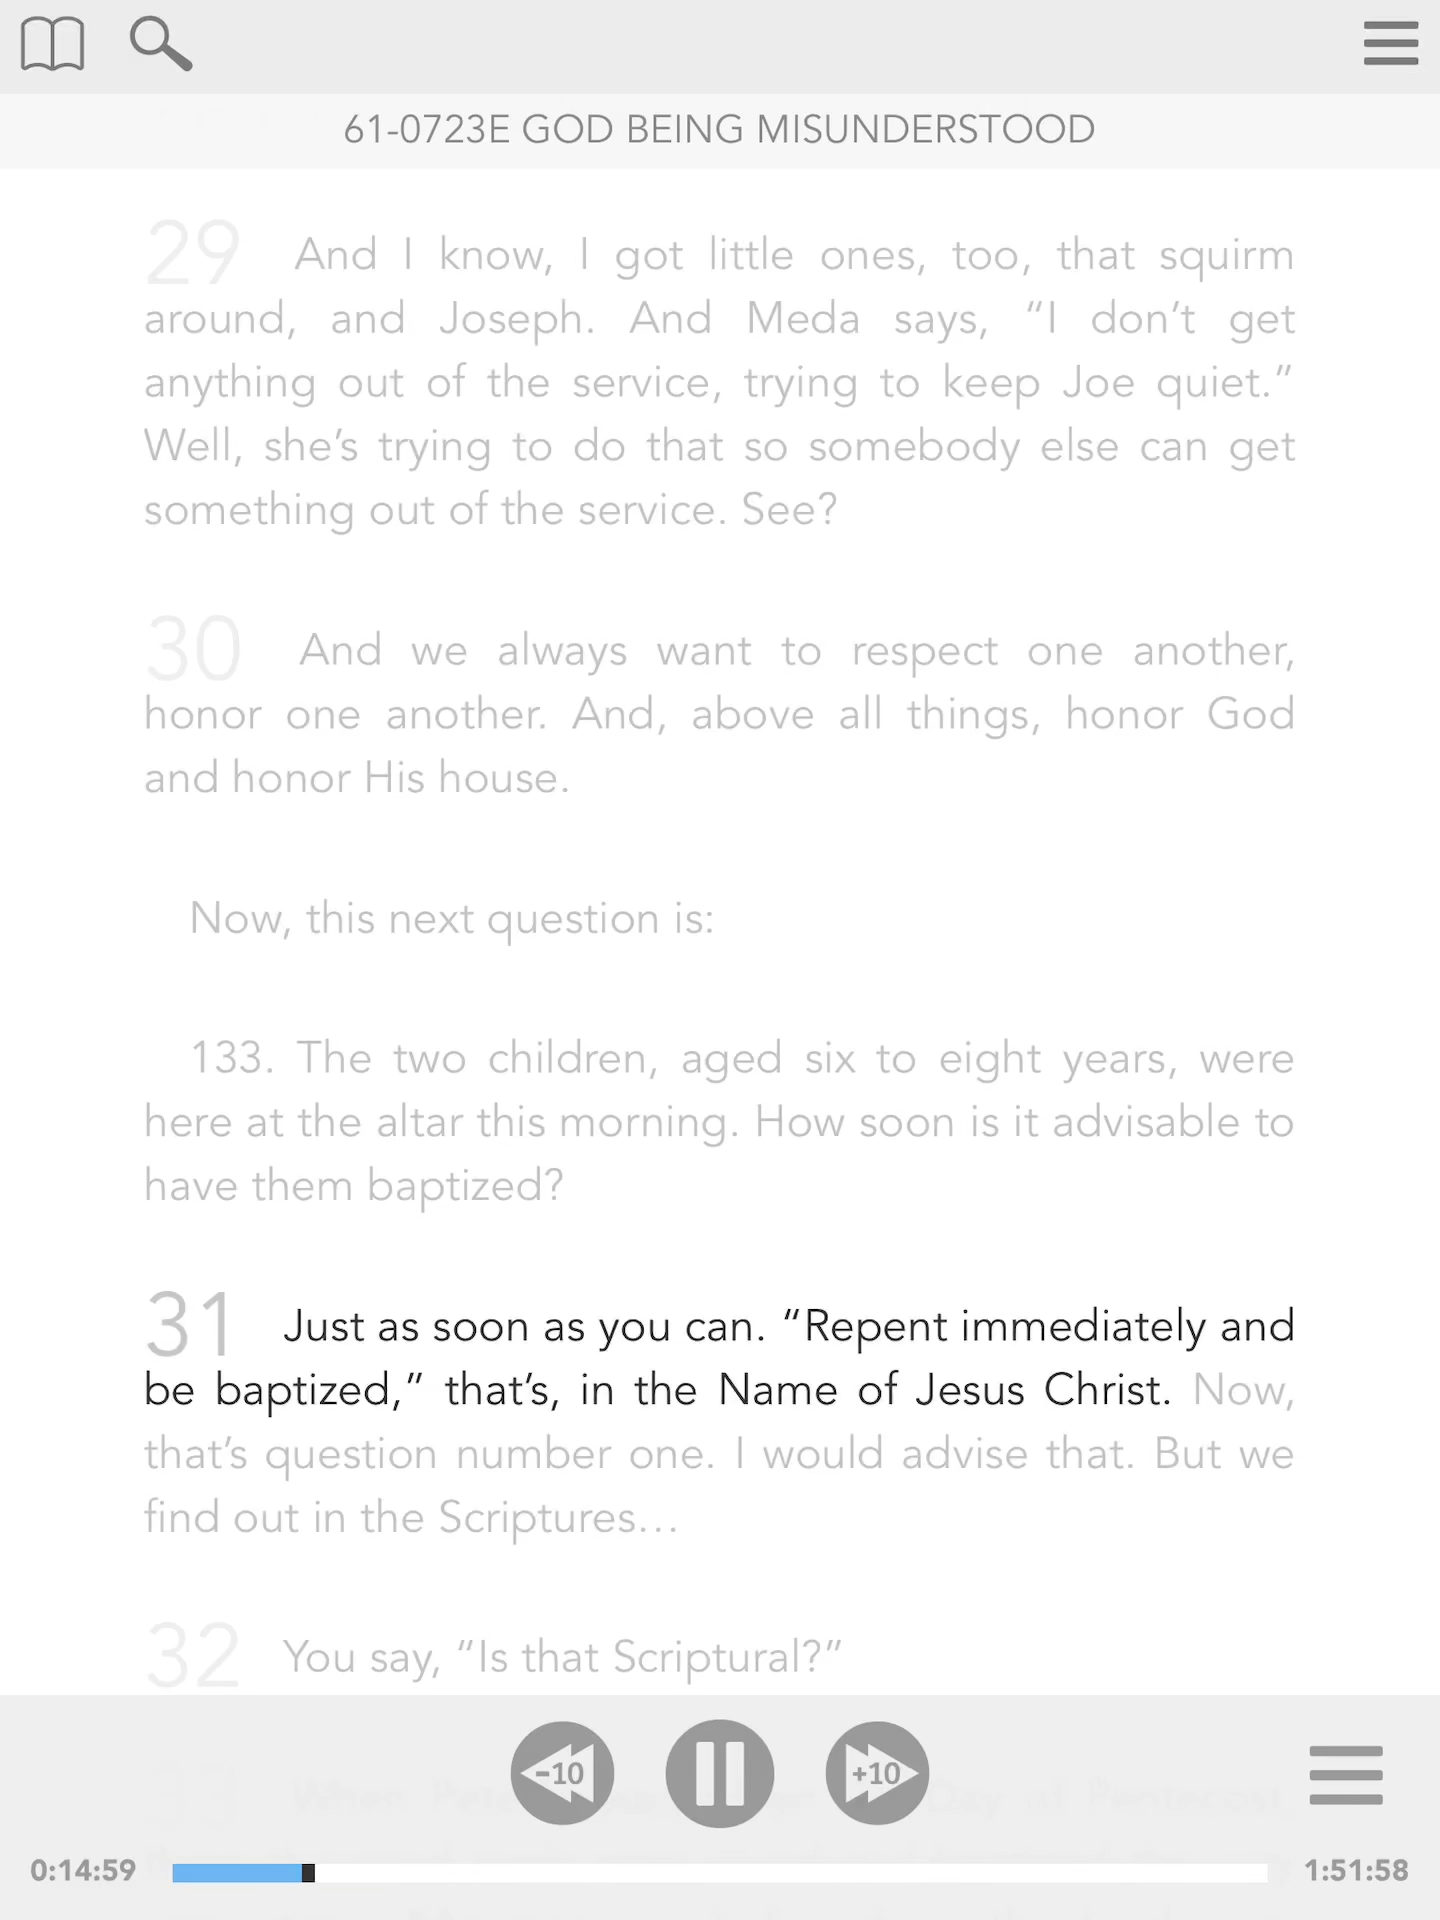 61-0723E GOD BEING MISUNDERSTOOD
29 And I know, I got little ones, too, that squirm
around, and Joseph. And Meda says, “I don’t get
anything out of the service, trying to keep Joe quiet.”
Well, she’s trying to do that so somebody else can get
something out of the service. See?
30 And we always want to respect one another,
honor one another. And, above all things, honor God
and honor His house.
Now, this next question is:
133. The two children, aged six to eight years, were
here at the altar this morning. How soon is it advisable to
have them baptized?
31 Just as soon as you can. “Repent immediately and
be baptized,” that’s, in the Name of Jesus Christ. Now,
that’s question number one. I would advise that. But we
find out in the Scriptures…
32 You say, “Is that Scriptural?”
-10 +10
Day of Pentecost
0:14:59 1:51:58